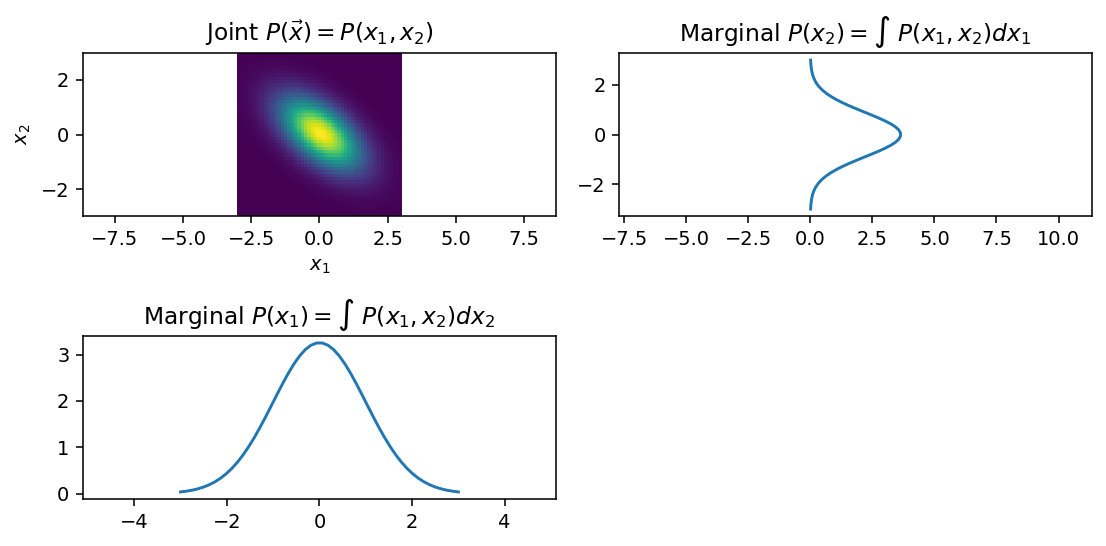 Joint P(x⃗) = P(x₁, x₂)
2
0
−2
x₂
−7.5 −5.0 −2.5 0.0 2.5 5.0 7.5
x₁
Marginal P(x₂) = ∫ P(x₁, x₂)dx₁
2
0
−2
−7.5 −5.0 −2.5 0.0 2.5 5.0 7.5 10.0
Marginal P(x₁) = ∫ P(x₁, x₂)dx₂
3
2
1
0
−4 −2 0 2 4